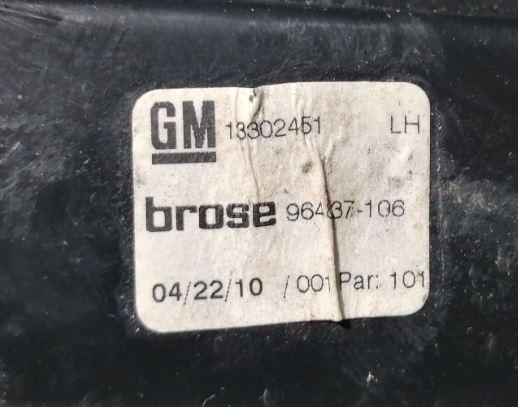 GM 13302451 LH
brose 96437-106
04/22/10 /001 Par: 101